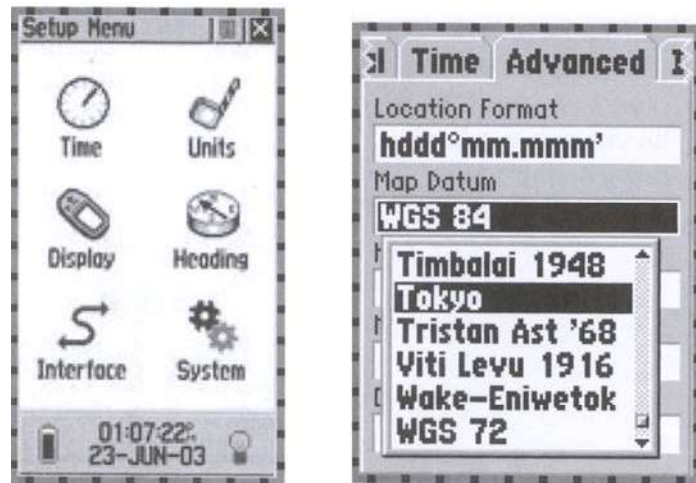 Setup Menu
Time
Units
Display
Heading
Interface
System
01:07:22
23-JUN-03
Time
Advanced
Location Format
hddd°mm.mmm'
Map Datum
WGS 84
Timbalai 1948
Tokyo
Tristan Ast '68
Viti Levu 1916
Wake-Eniwetok
WGS 72